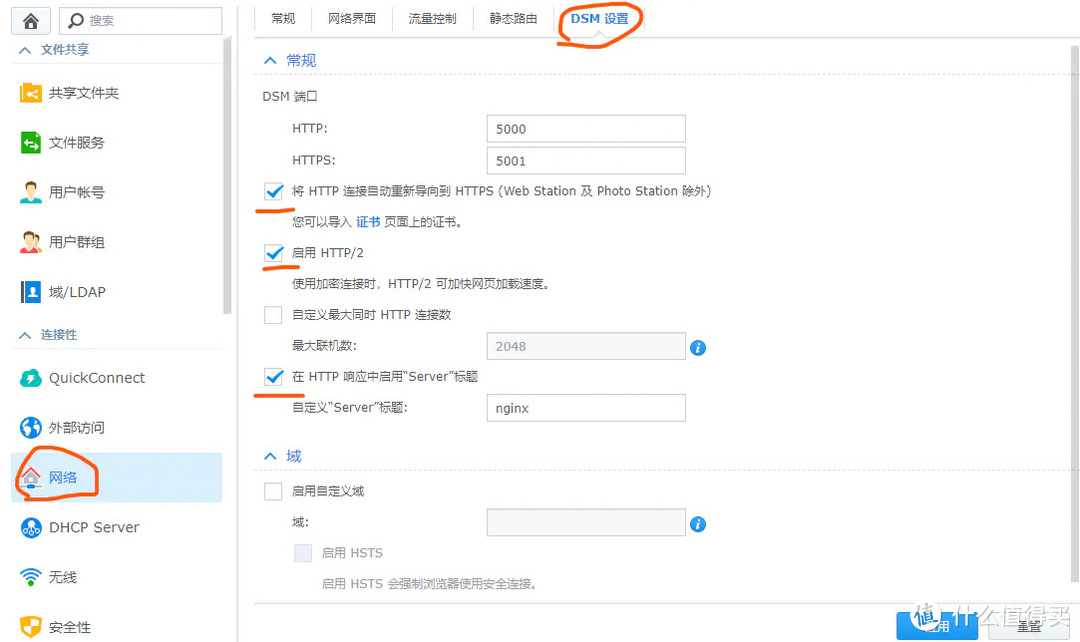 搜索
文件共享
共享文件夹
文件服务
用户帐号
用户群组
域/LDAP
连接性
QuickConnect
外部访问
网络
DHCP Server
无线
安全性
常规
网络界面
流量控制
静态路由
DSM 设置
常规
DSM 端口
HTTP: 5000
HTTPS: 5001
将 HTTP 连接自动重新导向到 HTTPS (Web Station 及 Photo Station 除外)
您可以导入 证书 页面上的证书。
启用 HTTP/2
使用加密连接时，HTTP/2 可加快网页加载速度。
自定义最大同时 HTTP 连接数
最大联机数: 2048
在 HTTP 响应中启用“Server”标题
自定义“Server”标题: nginx
域
启用自定义域
域:
启用 HSTS
启用 HSTS 会强制浏览器使用安全连接。
用
重置
值 什么值得买